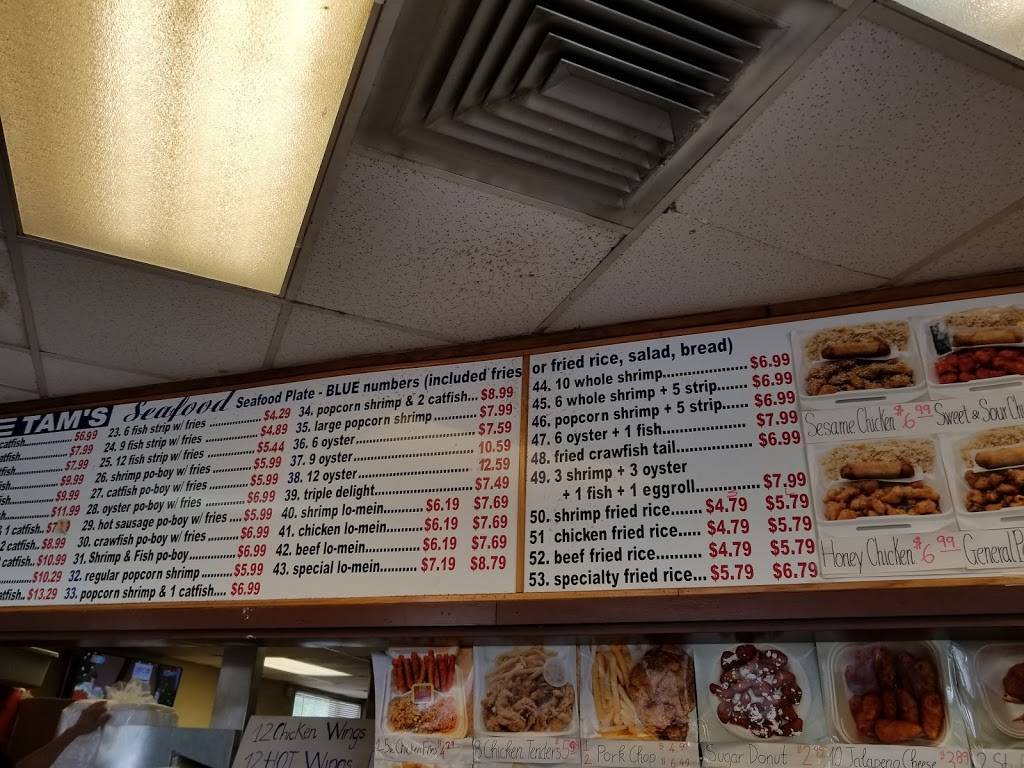 TAM'S Seafood Seafood Plate - BLUE numbers (included fries
catfish. $6.99
$7.99
$7.99
$9.99
$9.99
$11.99
& 1 catfish..
2 catfish.. $8.99
catfish.. $10.99
$10.29
$13.29
23. 6 fish strip w/ fries $4.29
24. 9 fish strip w/ fries $4.89
25. 12 fish strip w/ fries $5.44
26. shrimp po-boy w/ fries $5.99
27. catfish po-boy w/ fries $5.99
28. oyster po-boy w/ fries $6.99
29. hot sausage po-boy w/ fries .... $5.99
30. crawfish po-boy w/ fries $6.99
31. Shrimp & Fish po-boy $6.99
32. regular popcorn shrimp $5.99
33. popcorn shrimp & 1 catfish.... $6.99
34. popcorn shrimp & 2 catfish... $8.99
35. large popcorn shrimp $7.99
36. 6 oyster $7.59
37. 9 oyster 10.59
38. 12 oyster 12.59
39. triple delight $7.49
40. shrimp lo-mein $6.19 $7.69
41. chicken lo-mein $6.19 $7.69
42. beef lo-mein $6.19 $7.69
43. special lo-mein $7.19 $8.79
or fried rice, salad, bread)
44. 10 whole shrimp $6.99
45. 6 whole shrimp + 5 strip $6.99
46. popcorn shrimp + 5 strip $6.99
47. 6 oyster + 1 fish $7.99
48. fried crawfish tail $6.99
49. 3 shrimp + 3 oyster
+ 1 fish + 1 eggroll $7.99
50. shrimp fried rice $4.79 $5.79
51 chicken fried rice $4.79 $5.79
52. beef fried rice $4.79 $5.79
53. specialty fried rice... $5.79 $6.79
Sesame Chicken $6.99
Sweet & Sour
Honey Chicken $6.99
General
12 Chicken Wings
12 HOT Wings
Chicken Tenders
1 Pork Chop $4.99
2
Sugar Donut
10 Jalapeno Cheese $2.89